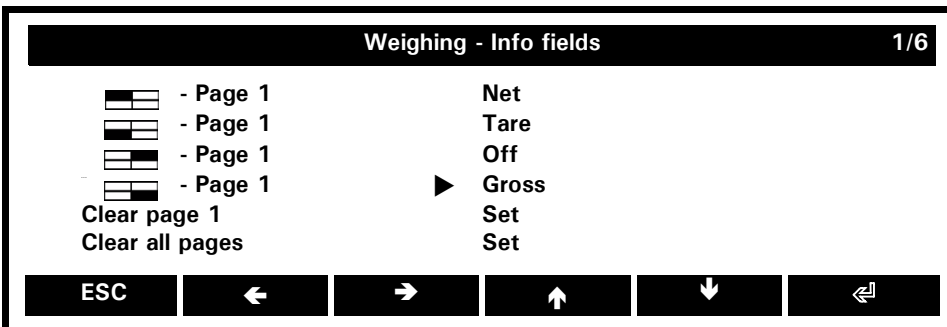 Weighing - Info fields 1/6
- Page 1 Net
- Page 1 Tare
- Page 1 Off
- Page 1 ▶ Gross
Clear page 1 Set
Clear all pages Set
ESC ← → ↑ ↓ ↵